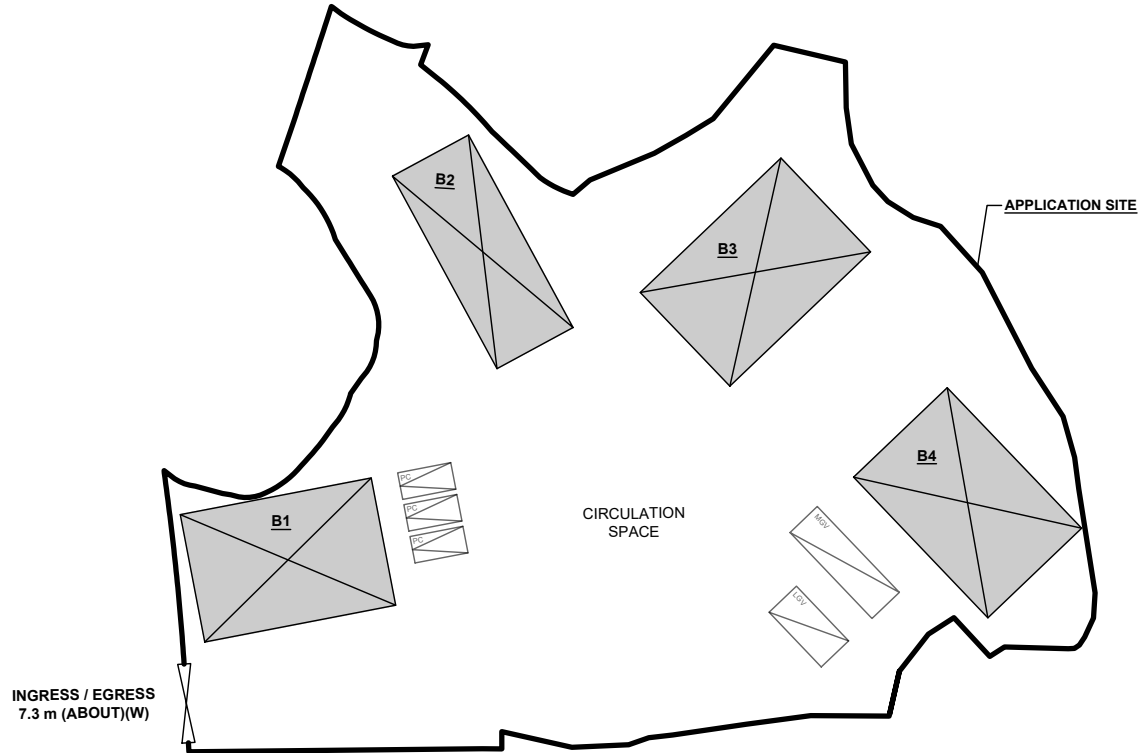 B2
APPLICATION SITE
B3
B4
PC
B1
PC
CIRCULATION
SPACE
MGV
PC
LGV
INGRESS / EGRESS
7.3 m (ABOUT)(W)